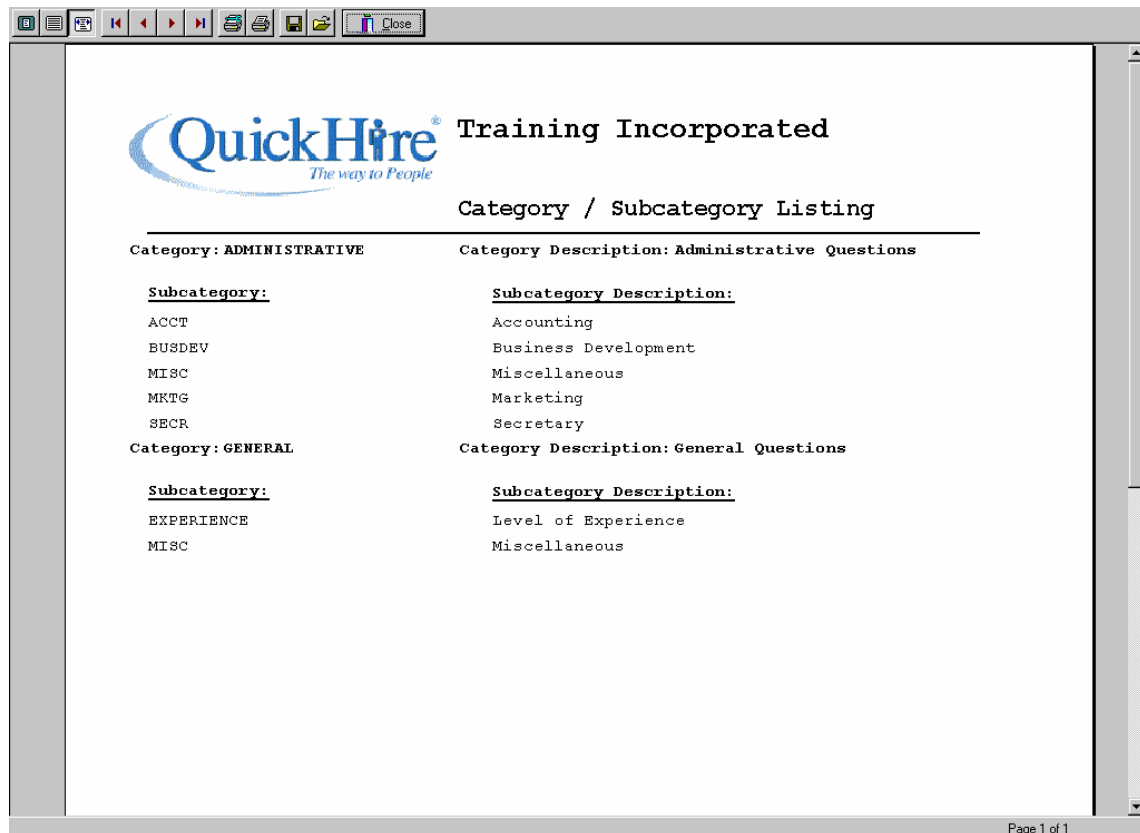 Close
QuickHire®
The way to People
Training Incorporated
Category / Subcategory Listing
Category: ADMINISTRATIVE Category Description: Administrative Questions
Subcategory: Subcategory Description:
ACCT Accounting
BUSDEV Business Development
MISC Miscellaneous
MKTG Marketing
SECR Secretary
Category: GENERAL Category Description: General Questions
Subcategory: Subcategory Description:
EXPERIENCE Level of Experience
MISC Miscellaneous
Page 1 of 1